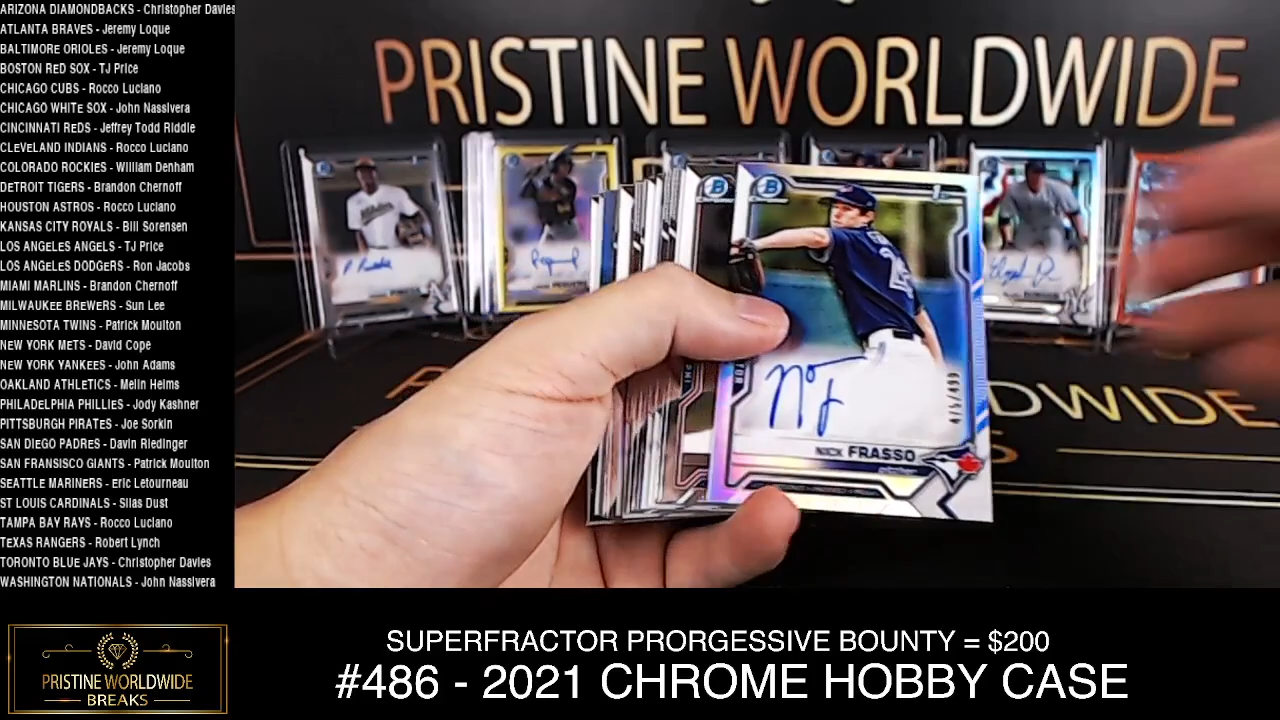 ARIZONA DIAMONDBACKS - Christopher Davies
ATLANTA BRAVES - Jeremy Loque
BALTIMORE ORIOLES - Jeremy Loque
BOSTON RED SOX - TJ Price
CHICAGO CUBS - Rocco Luciano
CHICAGO WHITE SOX - John Nassivera
CINCINNATI REDS - Jeffrey Todd Riddle
CLEVELAND INDIANS - Rocco Luciano
COLORADO ROCKIES - William Denham
DETROIT TIGERS - Brandon Chernoff
HOUSTON ASTROS - Rocco Luciano
KANSAS CITY ROYALS - Bill Sorensen
LOS ANGELES ANGELS - TJ Price
LOS ANGELES DODGERS - Ron Jacobs
MIAMI MARLINS - Brandon Chernoff
MILWAUKEE BREWERS - Sun Lee
MINNESOTA TWINS - Patrick Moulton
NEW YORK METS - David Cope
NEW YORK YANKEES - John Adams
OAKLAND ATHLETICS - Melin Helms
PHILADELPHIA PHILLIES - Jody Kashner
PITTSBURGH PIRATES - Joe Sorkin
SAN DIEGO PADRES - Davin Riedinger
SAN FRANSISCO GIANTS - Patrick Moulton
SEATTLE MARINERS - Eric Letourneau
ST LOUIS CARDINALS - Silas Dust
TAMPA BAY RAYS - Rocco Luciano
TEXAS RANGERS - Robert Lynch
TORONTO BLUE JAYS - Christopher Davies
WASHINGTON NATIONALS - John Nassivera
PRISTINE WORLDWIDE
NICK FRASSO
PRISTINE WORLDWIDE
BREAKS
SUPERFRACTOR PRORGESSIVE BOUNTY = $200
#486 - 2021 CHROME HOBBY CASE